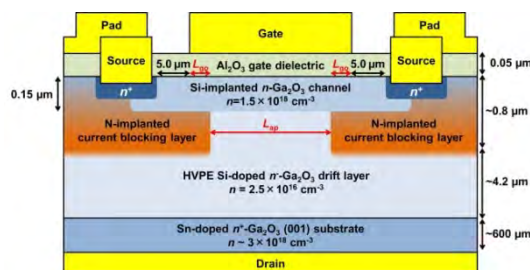 Pad
Gate
Pad
Source
5.0 μm
Lgo
Lgo
5.0 μm
Source
Al2O3 gate dielectric
0.05 μm
n+
Si-implanted n-Ga2O3 channel
n=1.5 × 10^18 cm-3
n+
0.15 μm
~0.8 μm
N-implanted
current blocking layer
Lap
N-implanted
current blocking layer
HVPE Si-doped n-Ga2O3 drift layer
n = 2.5 × 10^16 cm-3
~4.2 μm
Sn-doped n+-Ga2O3 (001) substrate
n ~ 3 × 10^18 cm-3
~600 μm
Drain